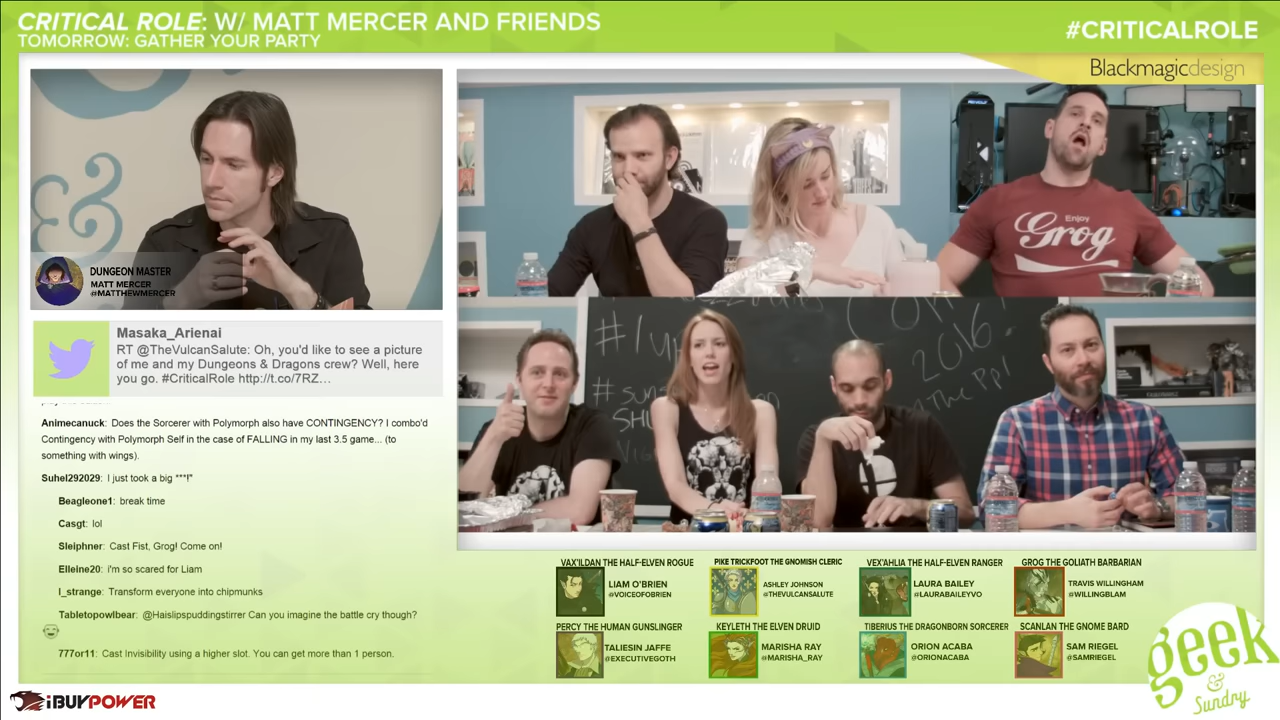 CRITICAL ROLE: W/ MATT MERCER AND FRIENDS
TOMORROW: GATHER YOUR PARTY
#CRITICALROLE
Blackmagicdesign
&
DUNGEON MASTER
MATT MERCER
@MATTHEWMERCER
Masaka_Arienai
RT @TheVulcanSalute: Oh, you'd like to see a picture
of me and my Dungeons & Dragons crew? Well, here
you go. #CriticalRole http://t.co/7RZ…
Animecanuck: Does the Sorcerer with Polymorph also have CONTINGENCY? I combo'd
Contingency with Polymorph Self in the case of FALLING in my last 3.5 game... (to
something with wings).
Suhel292029: I just took a big ***!*
Beagleone1: break time
Casgt: lol
Sleiphner: Cast Fist, Grog! Come on!
Elleine20: i'm so scared for Liam
I_strange: Transform everyone into chipmunks
Tabletopowlbear: @Haislipspuddingstirrer Can you imagine the battle cry though?
777or11: Cast Invisibility using a higher slot. You can get more than 1 person.
Enjoy
Grog
2016
VAX'ILDAN THE HALF-ELVEN ROGUE
LIAM O'BRIEN
@VOICEOFOBRIEN
PIKE TRICKFOOT THE GNOMISH CLERIC
ASHLEY JOHNSON
@THEVULCANSALUTE
VEX'AHLIA THE HALF-ELVEN RANGER
LAURA BAILEY
@LAURABAILEYVO
GROG THE GOLIATH BARBARIAN
TRAVIS WILLINGHAM
@WILLINGBLAM
PERCY THE HUMAN GUNSLINGER
TALIESIN JAFFE
@EXECUTIVEGOTH
KEYLETH THE ELVEN DRUID
MARISHA RAY
@MARISHA_RAY
TIBERIUS THE DRAGONBORN SORCERER
ORION ACABA
@ORIONACABA
SCANLAN THE GNOME BARD
SAM RIEGEL
@SAMRIEGEL
geek
&
Sundry
iBUYPOWER